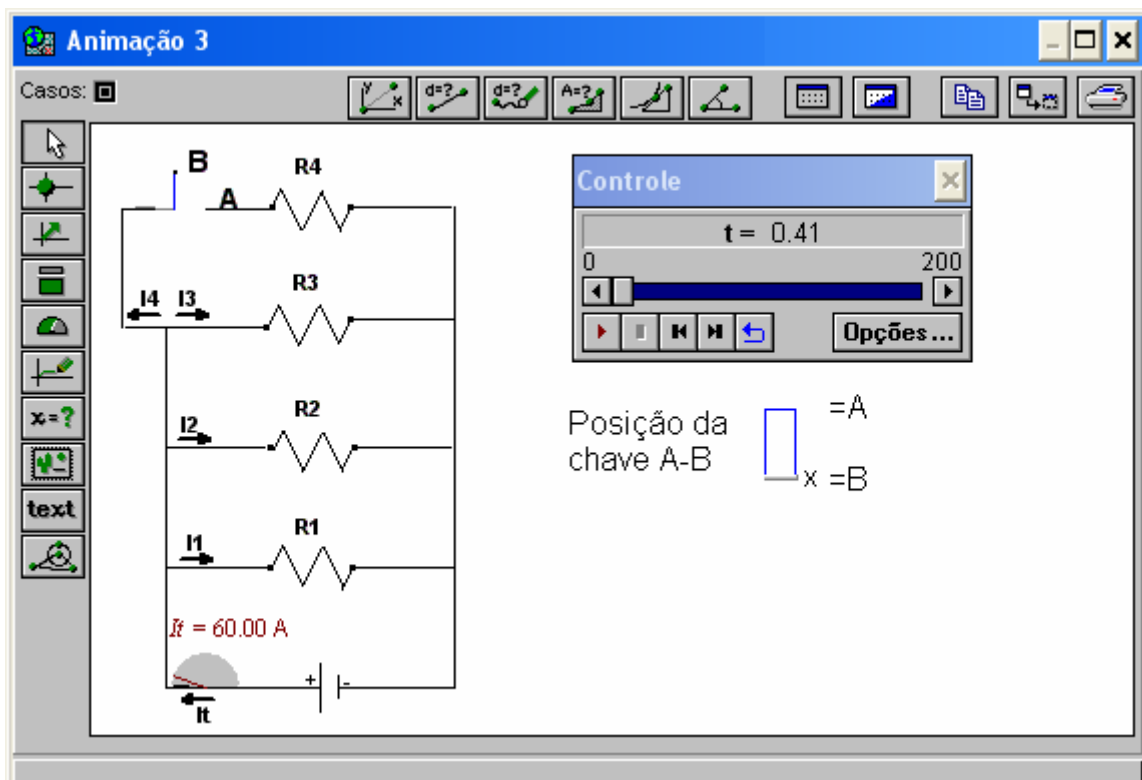 Animação 3
Casos:
y x
d=?
d=?
A=?
x=?
text
B
A
R4
I4 I3
R3
I2
R2
I1
R1
It = 60.00 A
+ -
It
Controle
t = 0.41
0 200
Opções...
Posição da
chave A-B
=A
x =B